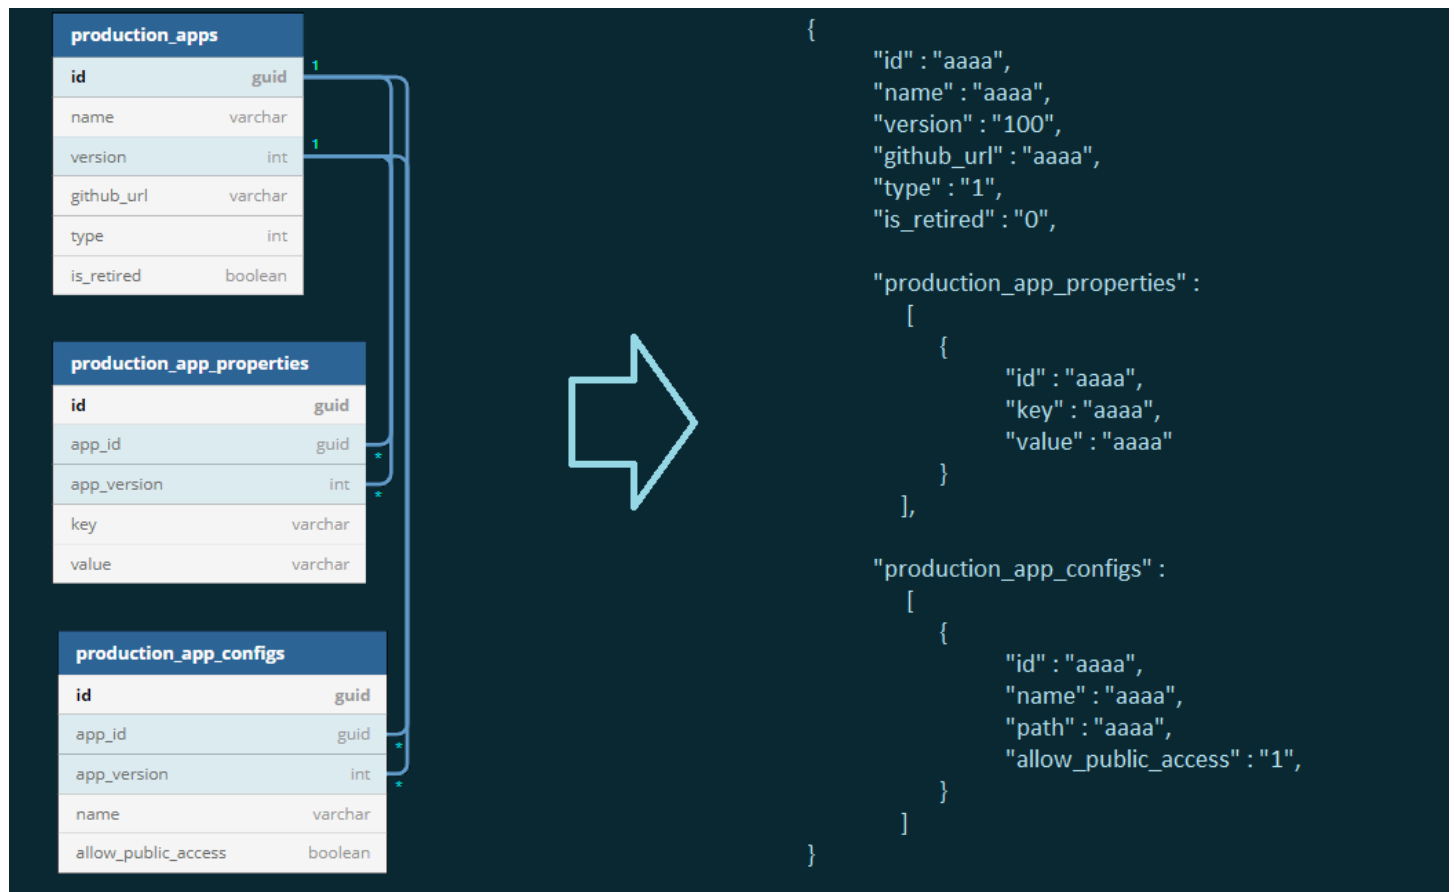 production_apps
id guid
1
name varchar
version int
1
github_url varchar
type int
is_retired boolean
production_app_properties
id guid
app_id guid
*
app_version int
*
key varchar
value varchar
production_app_configs
id guid
app_id guid
*
app_version int
*
name varchar
allow_public_access boolean
{
"id" : "aaaa",
"name" : "aaaa",
"version" : "100",
"github_url" : "aaaa",
"type" : "1",
"is_retired" : "0",
"production_app_properties" :
[
{
"id" : "aaaa",
"key" : "aaaa",
"value" : "aaaa"
}
],
"production_app_configs" :
[
{
"id" : "aaaa",
"name" : "aaaa",
"path" : "aaaa",
"allow_public_access" : "1",
}
]
}